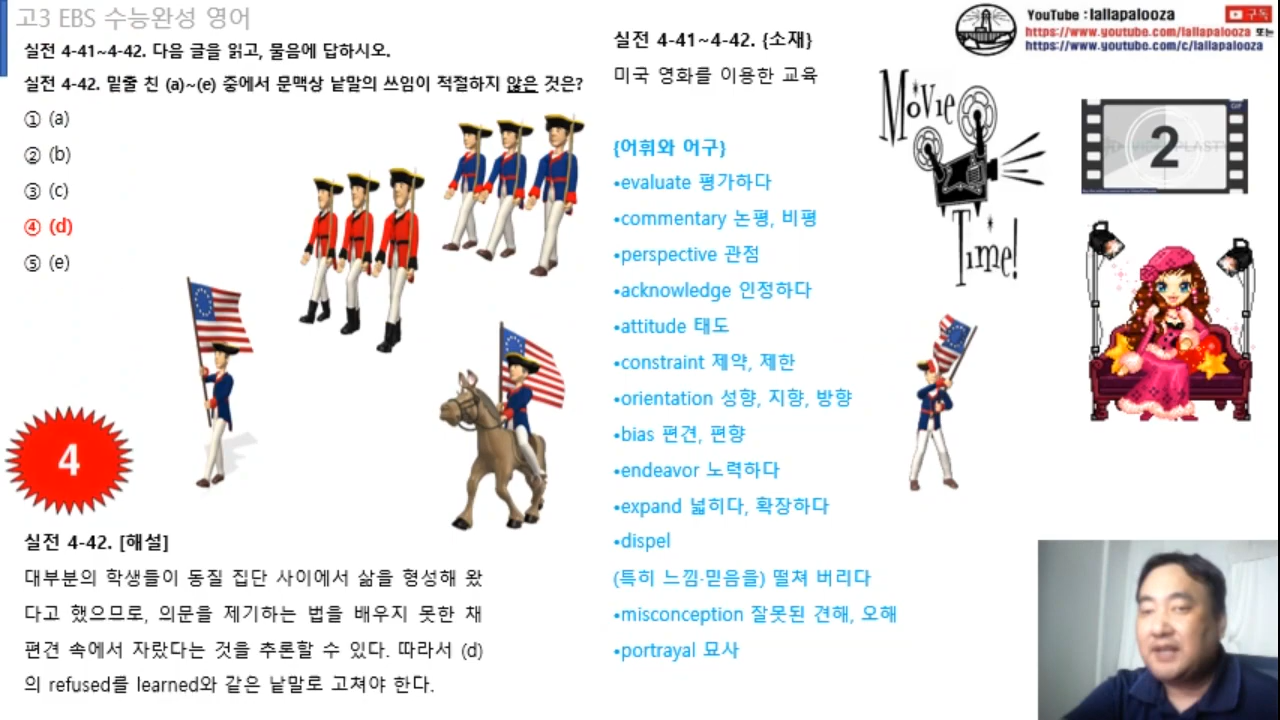 고3 EBS 수능완성 영어
실전 4-41~4-42. 다음 글을 읽고, 물음에 답하시오.
실전 4-42. 밑줄 친 (a)~(e) 중에서 문맥상 낱말의 쓰임이 적절하지 않은 것은?
① (a)
② (b)
③ (c)
④ (d)
⑤ (e)
4
실전 4-42. [해설]
대부분의 학생들이 동질 집단 사이에서 삶을 형성해 왔
다고 했으므로, 의문을 제기하는 법을 배우지 못한 채
편견 속에서 자랐다는 것을 추론할 수 있다. 따라서 (d)
의 refused를 learned와 같은 낱말로 고쳐야 한다.
실전 4-41~4-42. {소재}
미국 영화를 이용한 교육
{어휘와 어구}
•evaluate 평가하다
•commentary 논평, 비평
•perspective 관점
•acknowledge 인정하다
•attitude 태도
•constraint 제약, 제한
•orientation 성향, 지향, 방향
•bias 편견, 편향
•endeavor 노력하다
•expand 넓히다, 확장하다
•dispel
(특히 느낌·믿음을) 떨쳐 버리다
•misconception 잘못된 견해, 오해
•portrayal 묘사
YouTube : lallapalooza
구독
https://www.youtube.com/lallapalooza 또는
https://www.youtube.com/c/lallapalooza
Movie
Time!
2